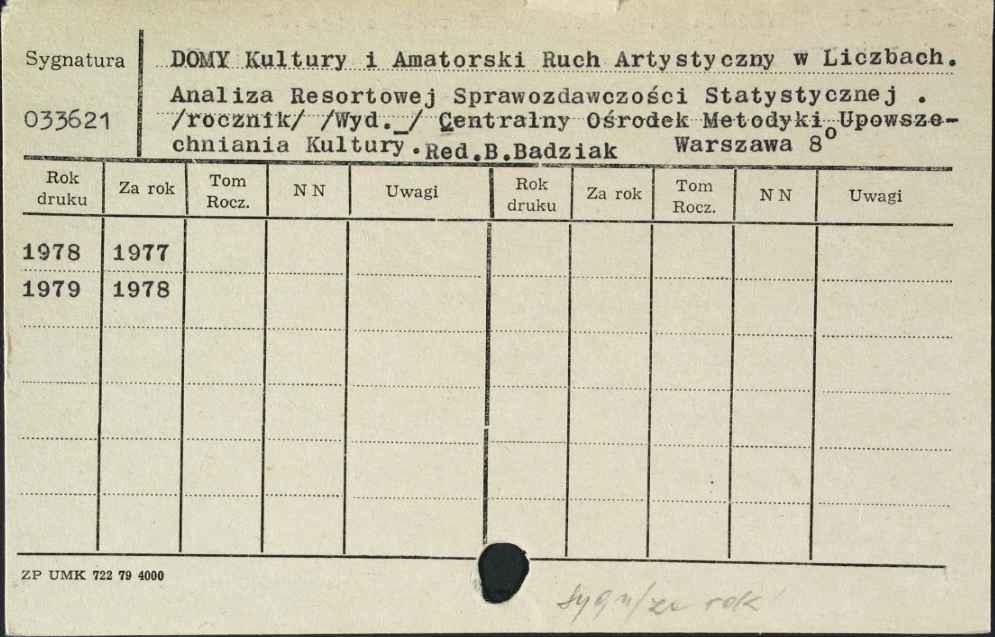 Sygnatura DOMY Kultury i Amatorski Ruch Artystyczny w Liczbach.
Analiza Resortowej Sprawozdawczości Statystycznej .
033621 /rocznik/ /Wyd._/ Centralny Ośrodek Metodyki Upowsze-
chniania Kultury. Red.B.Badziak Warszawa 8°
Rok druku Za rok Tom Rocz. N N Uwagi Rok druku Za rok Tom Rocz. N N Uwagi
1978 1977
1979 1978
ZP UMK 722 79 4000
sygn/za rok